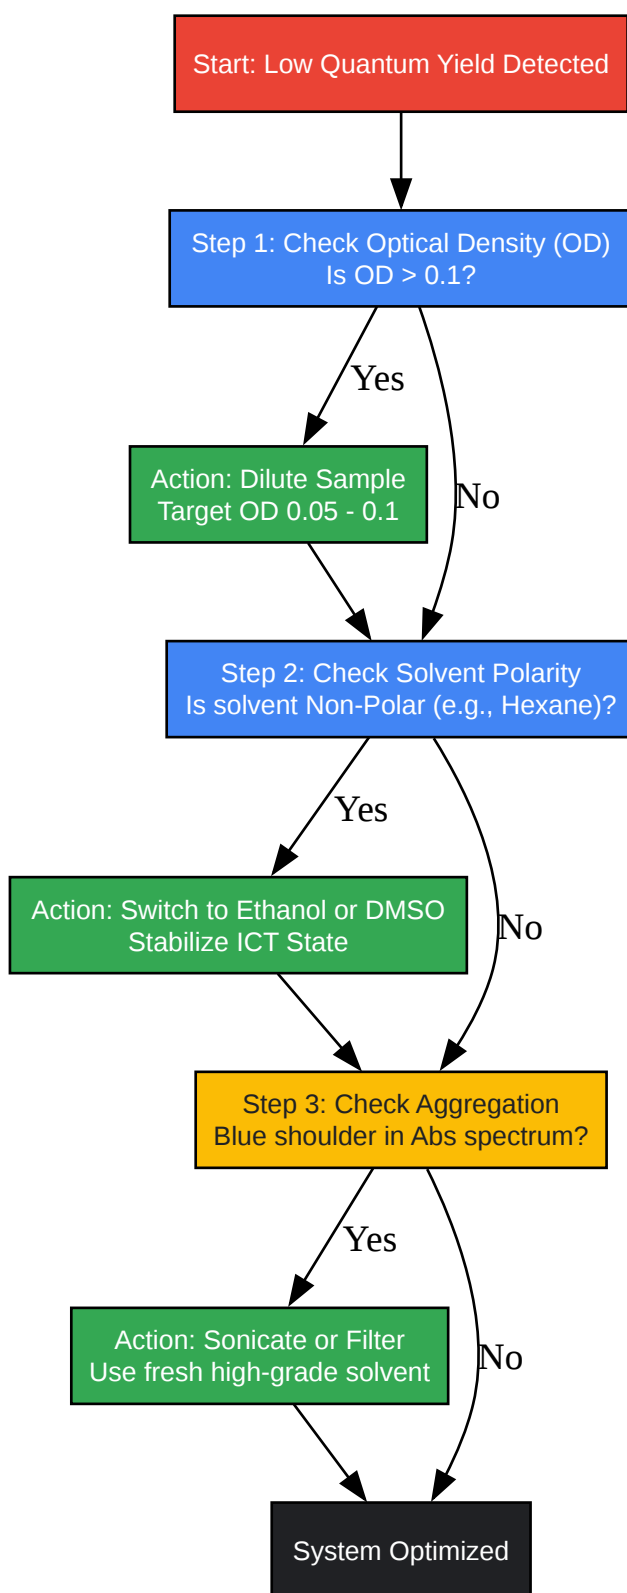 Start: Low Quantum Yield Detected
Step 1: Check Optical Density (OD)
Is OD > 0.1?
Yes
Action: Dilute Sample
Target OD 0.05 - 0.1
No
Step 2: Check Solvent Polarity
Is solvent Non-Polar (e.g., Hexane)?
Yes
Action: Switch to Ethanol or DMSO
Stabilize ICT State
No
Step 3: Check Aggregation
Blue shoulder in Abs spectrum?
Yes
Action: Sonicate or Filter
Use fresh high-grade solvent
No
System Optimized